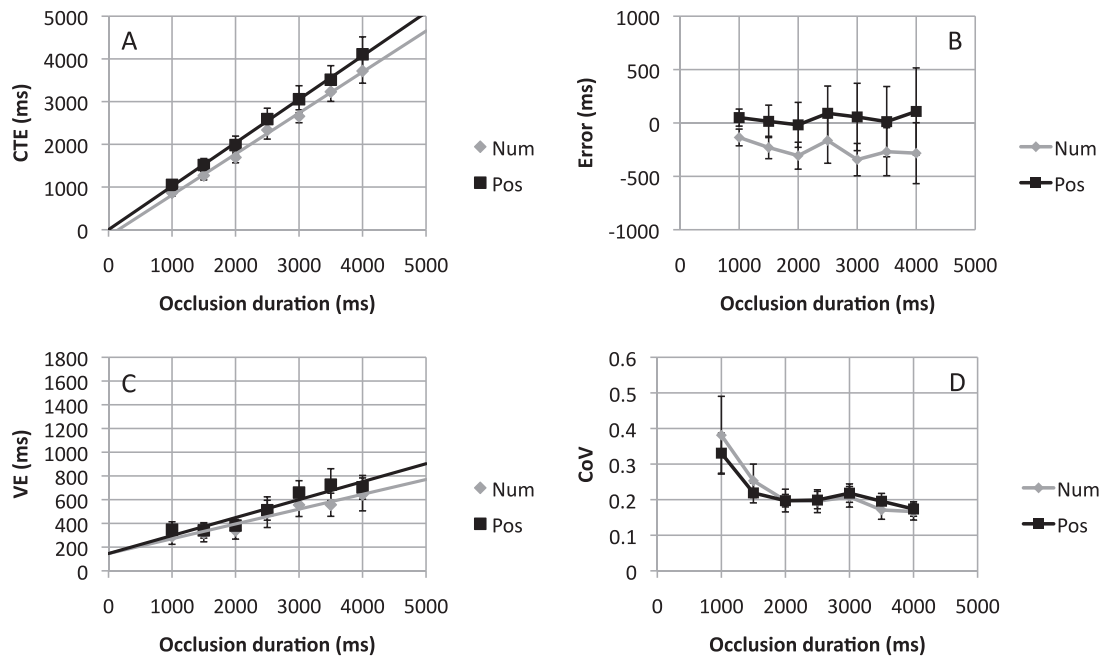 A
CTE (ms)
5000
4000
3000
2000
1000
0
0 1000 2000 3000 4000 5000
Occlusion duration (ms)
Num
Pos
B
Error (ms)
1000
500
0
-500
-1000
0 1000 2000 3000 4000 5000
Occlusion duration (ms)
Num
Pos
C
VE (ms)
1800
1600
1400
1200
1000
800
600
400
200
0
0 1000 2000 3000 4000 5000
Occlusion duration (ms)
Num
Pos
D
CoV
0.6
0.5
0.4
0.3
0.2
0.1
0
0 1000 2000 3000 4000 5000
Occlusion duration (ms)
Num
Pos